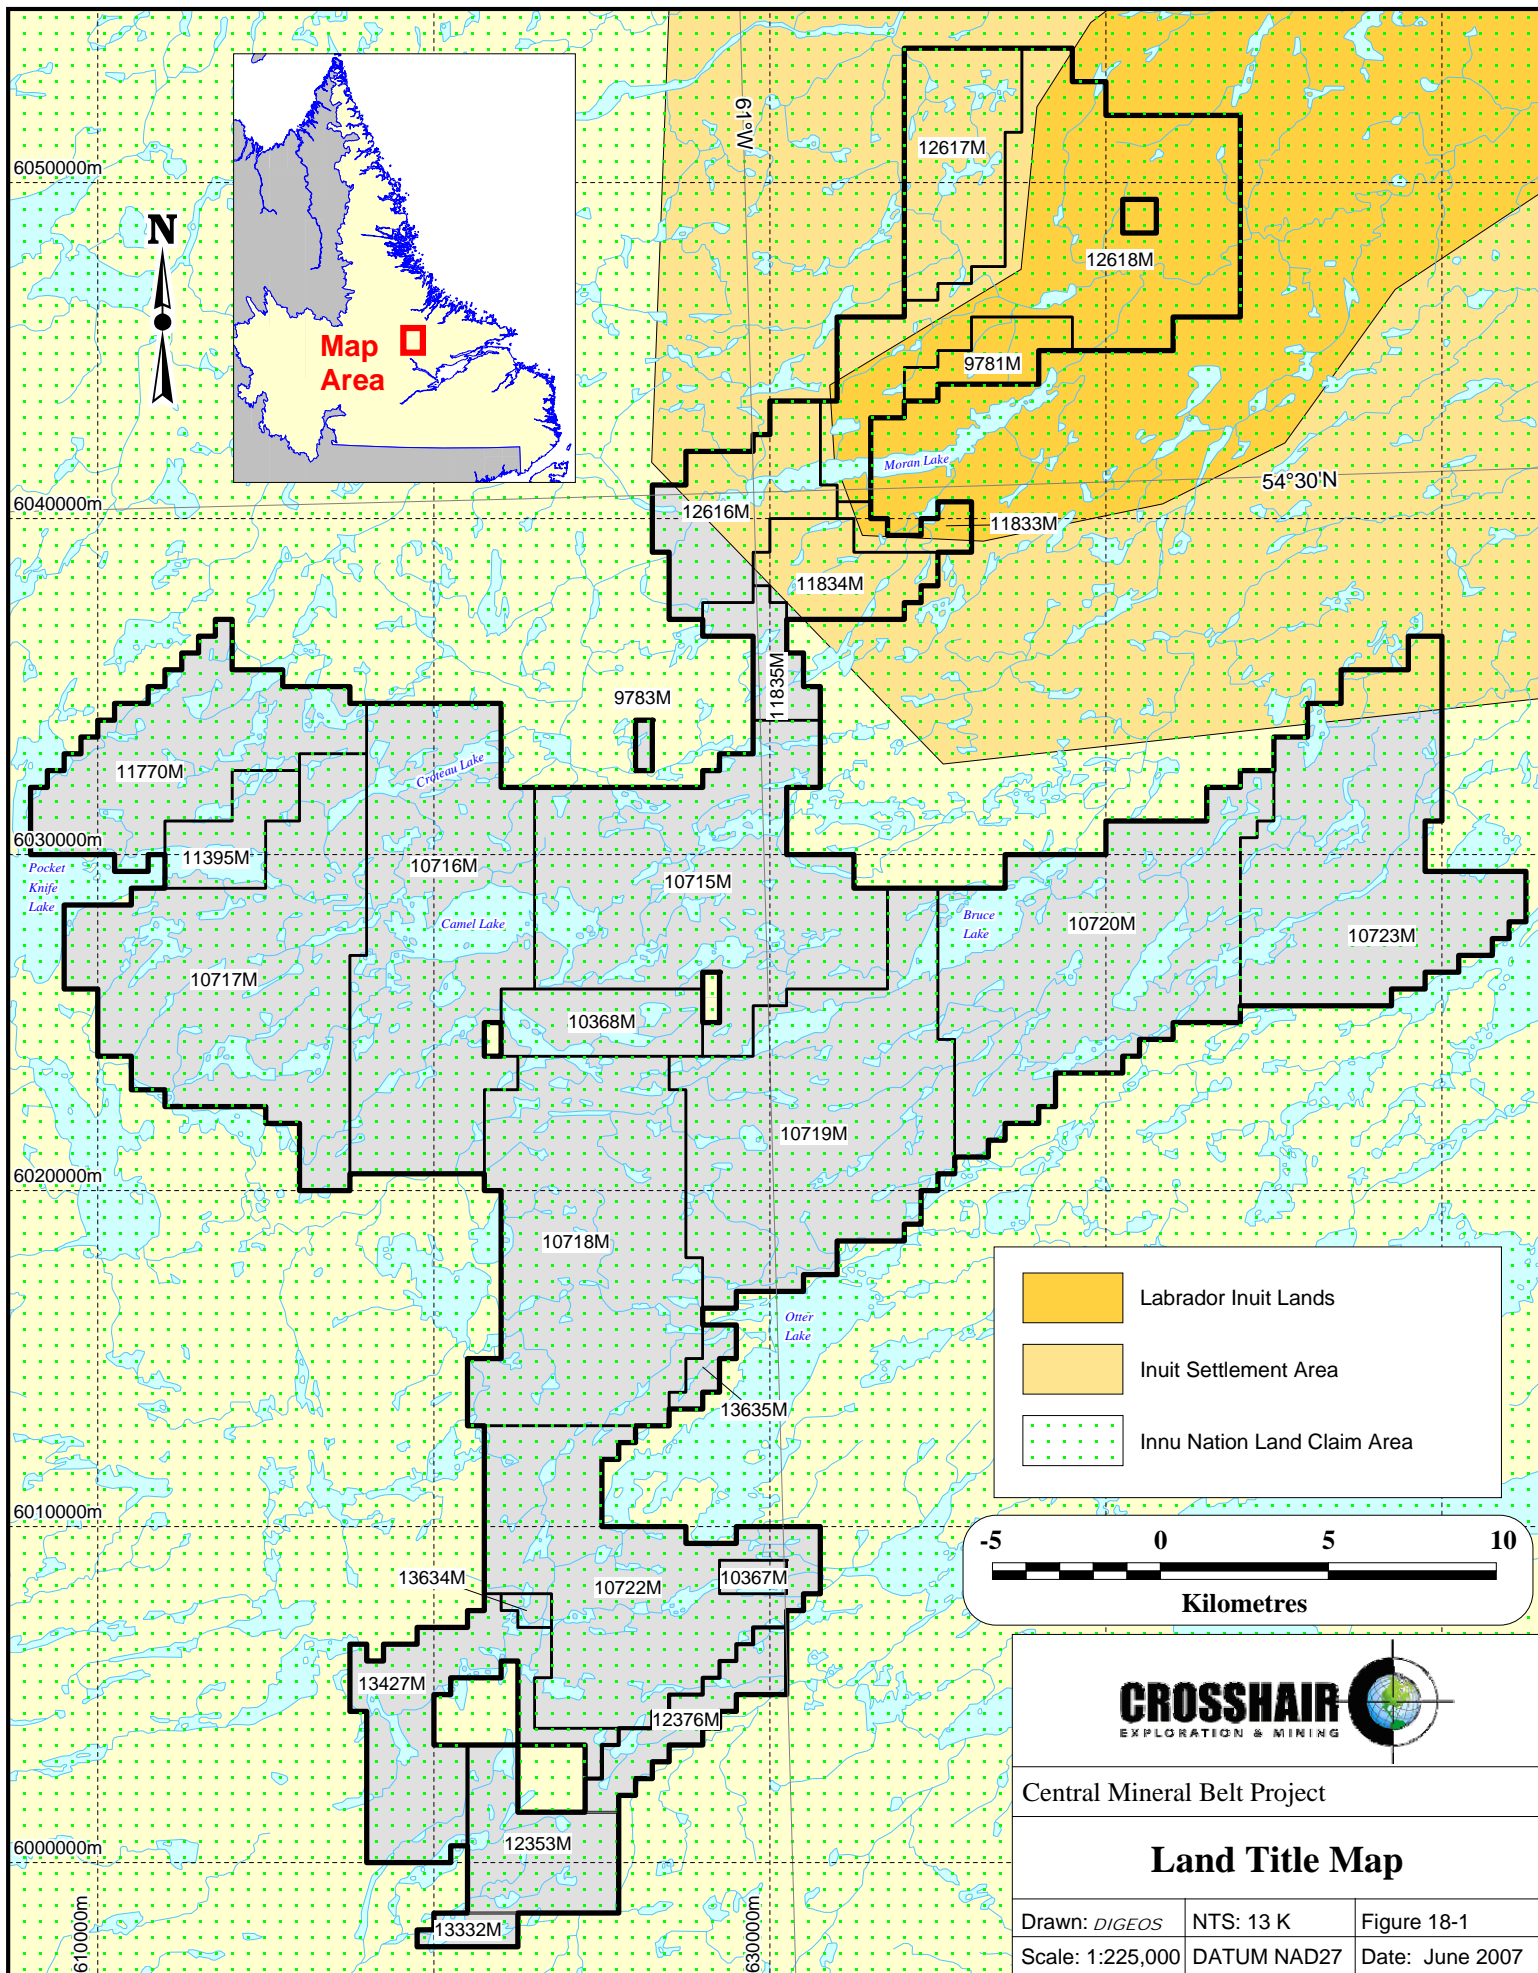 61°W
12617M
6050000m
N
12618M
Map
Area
9781M
Moran Lake
54°30'N
6040000m
12616M
11833M
11834M
11835M
9783M
11770M
Croteau Lake
6030000m
11395M
10716M
10715M
Pocket
Knife
Lake
Camel Lake
Bruce
Lake
10720M
10723M
10717M
10368M
10719M
6020000m
10718M
Otter
Lake
13635M
Labrador Inuit Lands
Inuit Settlement Area
Innu Nation Land Claim Area
6010000m
-5 0 5 10
Kilometres
13634M
10722M
10367M
13427M
12376M
CROSSHAIR
EXPLORATION & MINING
Central Mineral Belt Project
12353M
6000000m
Land Title Map
13332M
610000m
630000m
Drawn: DIGEOS NTS: 13 K Figure 18-1
Scale: 1:225,000 DATUM NAD27 Date: June 2007